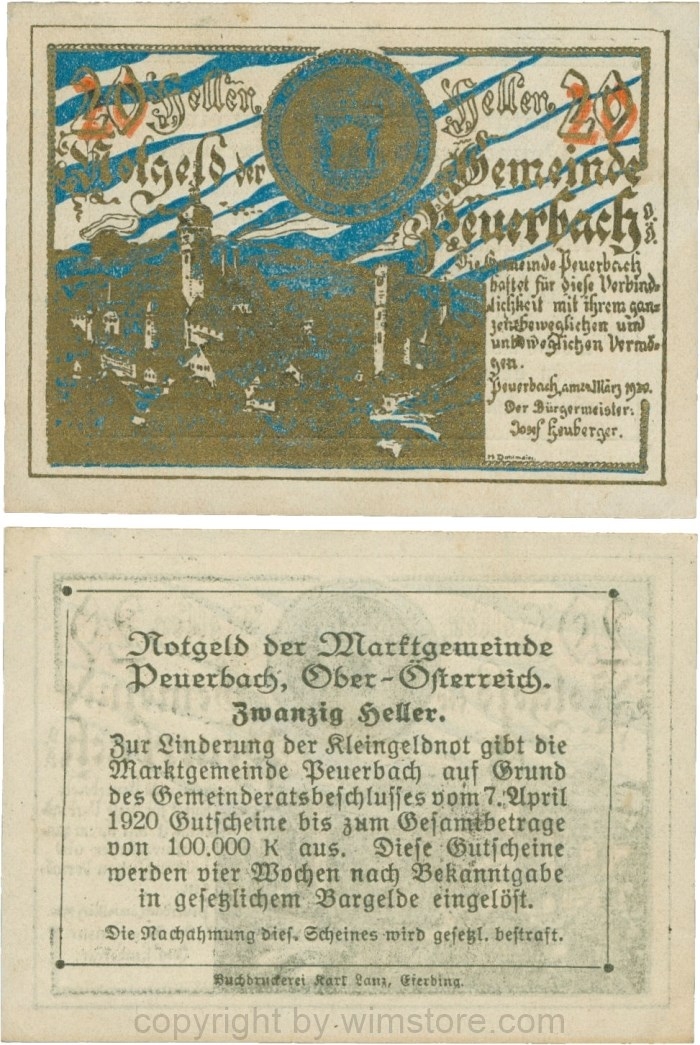 20 Heller Heller 20
Notgeld der Gemeinde
Peuerbach O.Ö.
Die Gemeinde Peuerbach
haftet für diese Verbind-
lichkeit mit ihrem gan-
zen beweglichen und
unbeweglichen Vermö-
gen.
Peuerbach, am März 1920.
Der Bürgermeister:
Josef Heuberger.
Notgeld der Marktgemeinde
Peuerbach, Ober-Österreich.
Zwanzig Heller.
Zur Linderung der Kleingeldnot gibt die
Marktgemeinde Peuerbach auf Grund
des Gemeinderatsbeschlusses vom 7. April
1920 Gutscheine bis zum Gesamtbetrage
von 100.000 K aus. Diese Gutscheine
werden vier Wochen nach Bekanntgabe
in gesetzlichem Bargelde eingelöst.
Die Nachahmung dies. Scheines wird gesetzl. bestraft.
Buchdruckerei Karl Lanz, Eferding.
copyright by wimstore.com